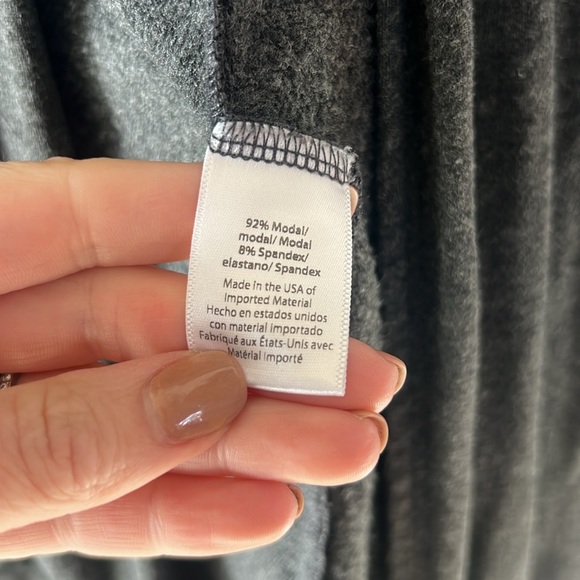 92% Modal/
modal/ Modal
8% Spandex/
elastano/ Spandex
Made in the USA of
Imported Material
Hecho en estados unidos
con material importado
Fabriqué aux États-Unis avec
Matérial Importé